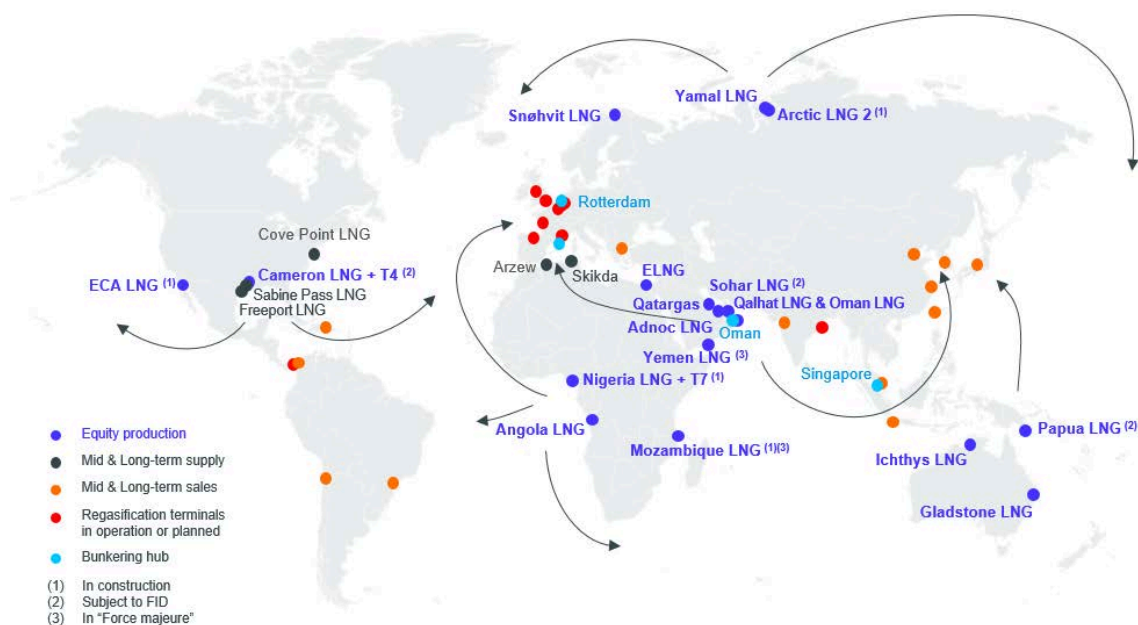 Yamal LNG
Snøhvit LNG
Arctic LNG 2 (1)
Rotterdam
Cove Point LNG
Arzew
Skikda
ECA LNG (1)
Cameron LNG + T4 (2)
Sabine Pass LNG
Freeport LNG
ELNG
Sohar LNG (2)
Qatargas
Qalhat LNG & Oman LNG
Adnoc LNG
Oman
Yemen LNG (3)
Singapore
Nigeria LNG + T7 (1)
Angola LNG
Mozambique LNG (1)(3)
Papua LNG (2)
Ichthys LNG
Gladstone LNG
Equity production
Mid & Long-term supply
Mid & Long-term sales
Regasification terminals
in operation or planned
Bunkering hub
(1) In construction
(2) Subject to FID
(3) In "Force majeure"